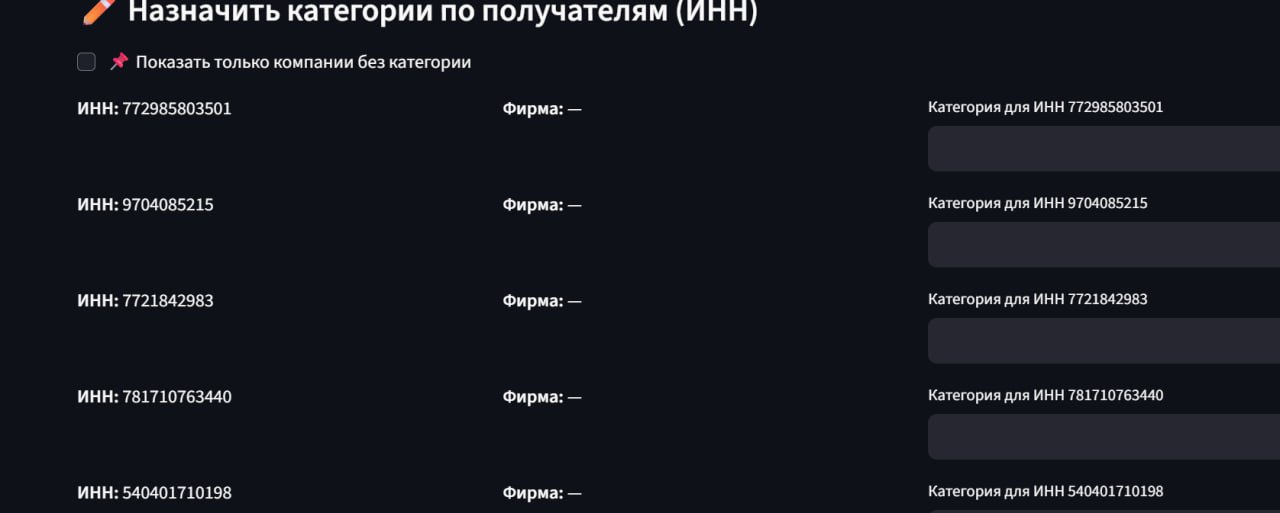 Назначить категории по получателям (ИНН)
Показать только компании без категории
ИНН: 772985803501 Фирма: — Категория для ИНН 772985803501
ИНН: 9704085215 Фирма: — Категория для ИНН 9704085215
ИНН: 7721842983 Фирма: — Категория для ИНН 7721842983
ИНН: 781710763440 Фирма: — Категория для ИНН 781710763440
ИНН: 540401710198 Фирма: — Категория для ИНН 540401710198